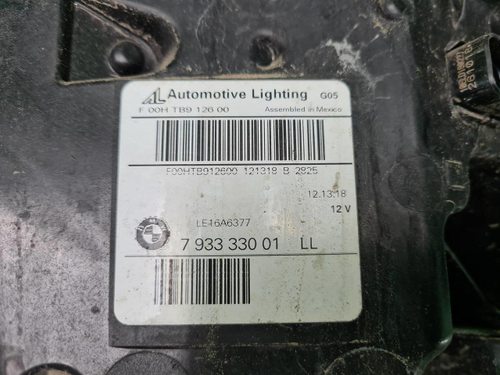 AL Automotive Lighting G05
F 00H TB9 126 00 Assembled in Mexico
F00HTB912600 121318 B 2825
12.13.18
12 V
LE16A6377
7 933 330 01 LL